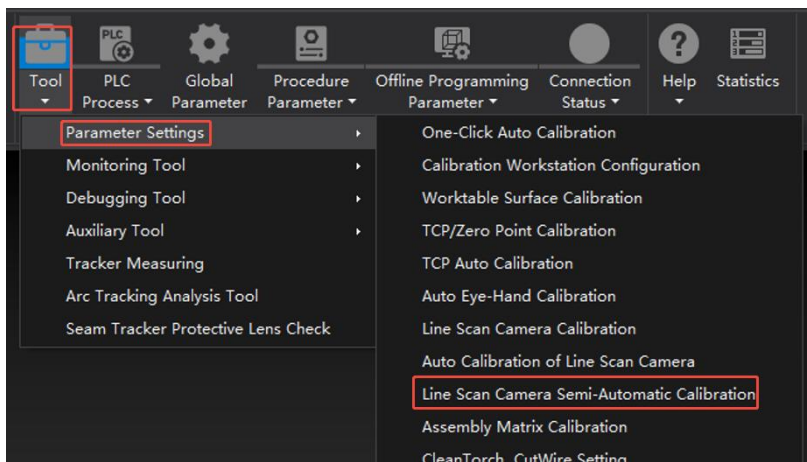 PLC
Tool
PLC
Process
Global
Parameter
Procedure
Parameter
Offline Programming
Parameter
Connection
Status
Help
Statistics
Parameter Settings
Monitoring Tool
Debugging Tool
Auxiliary Tool
Tracker Measuring
Arc Tracking Analysis Tool
Seam Tracker Protective Lens Check
One-Click Auto Calibration
Calibration Workstation Configuration
Worktable Surface Calibration
TCP/Zero Point Calibration
TCP Auto Calibration
Auto Eye-Hand Calibration
Line Scan Camera Calibration
Auto Calibration of Line Scan Camera
Line Scan Camera Semi-Automatic Calibration
Assembly Matrix Calibration
CleanTorch, CutWire Setting